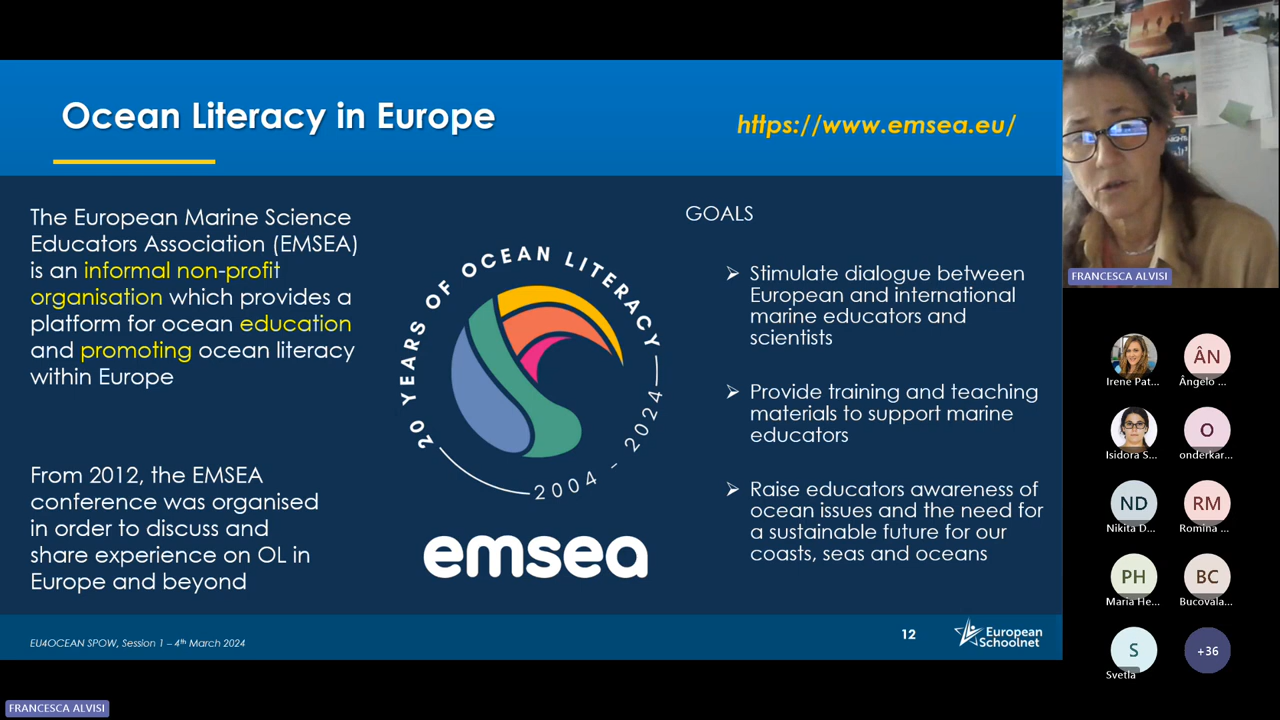 Ocean Literacy in Europe
https://www.emsea.eu/
The European Marine Science
Educators Association (EMSEA)
is an informal non-profit
organisation which provides a
platform for ocean education
and promoting ocean literacy
within Europe
From 2012, the EMSEA
conference was organised
in order to discuss and
share experience on OL in
Europe and beyond
20 YEARS OF OCEAN LITERACY
2004 - 2024
emsea
GOALS
➢ Stimulate dialogue between
European and international
marine educators and
scientists
➢ Provide training and teaching
materials to support marine
educators
➢ Raise educators awareness of
ocean issues and the need for
a sustainable future for our
coasts, seas and oceans
EU4OCEAN SPOW, Session 1 – 4th March 2024
12
European
Schoolnet
FRANCESCA ALVISI
Irene Pat...
ÂN
Ângelo ...
Isidora S...
O
onderkar...
ND
Nikita D...
RM
Romina ...
PH
Maria He...
BC
Bucovala...
S
Svetla
+36
FRANCESCA ALVISI